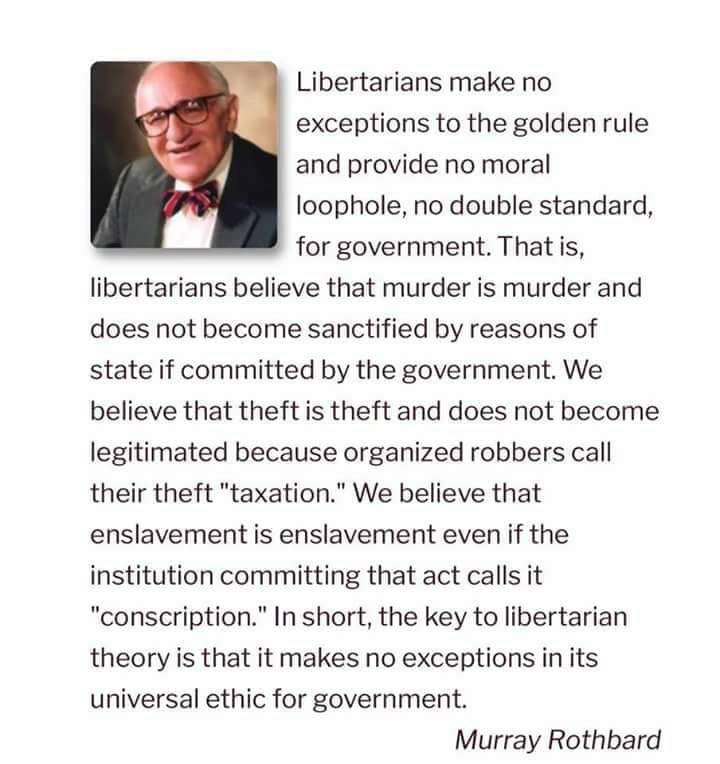 Libertarians make no
exceptions to the golden rule
and provide no moral
loophole, no double standard,
for government. That is,
libertarians believe that murder is murder and
does not become sanctified by reasons of
state if committed by the government. We
believe that theft is theft and does not become
legitimated because organized robbers call
their theft "taxation." We believe that
enslavement is enslavement even if the
institution committing that act calls it
"conscription." In short, the key to libertarian
theory is that it makes no exceptions in its
universal ethic for government.
Murray Rothbard